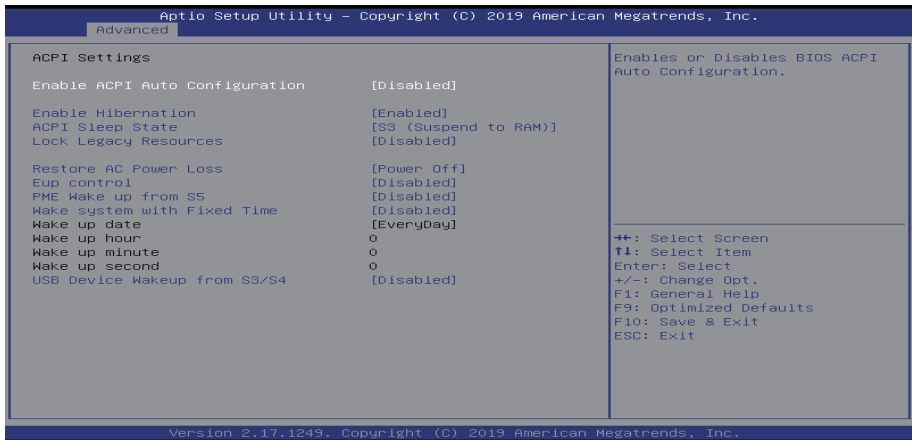 Aptio Setup Utility – Copyright (C) 2019 American Megatrends, Inc.
Advanced
ACPI Settings
Enable ACPI Auto Configuration [Disabled]
Enable Hibernation [Enabled]
ACPI Sleep State [S3 (Suspend to RAM)]
Lock Legacy Resources [Disabled]
Restore AC Power Loss [Power Off]
Eup control [Disabled]
PME Wake up from S5 [Disabled]
Wake system with Fixed Time [Disabled]
Wake up date [EveryDay]
Wake up hour 0
Wake up minute 0
Wake up second 0
USB Device Wakeup from S3/S4 [Disabled]
Enables or Disables BIOS ACPI
Auto Configuration.
→←: Select Screen
↑↓: Select Item
Enter: Select
+/-: Change Opt.
F1: General Help
F9: Optimized Defaults
F10: Save & Exit
ESC: Exit
Version 2.17.1249. Copyright (C) 2019 American Megatrends, Inc.